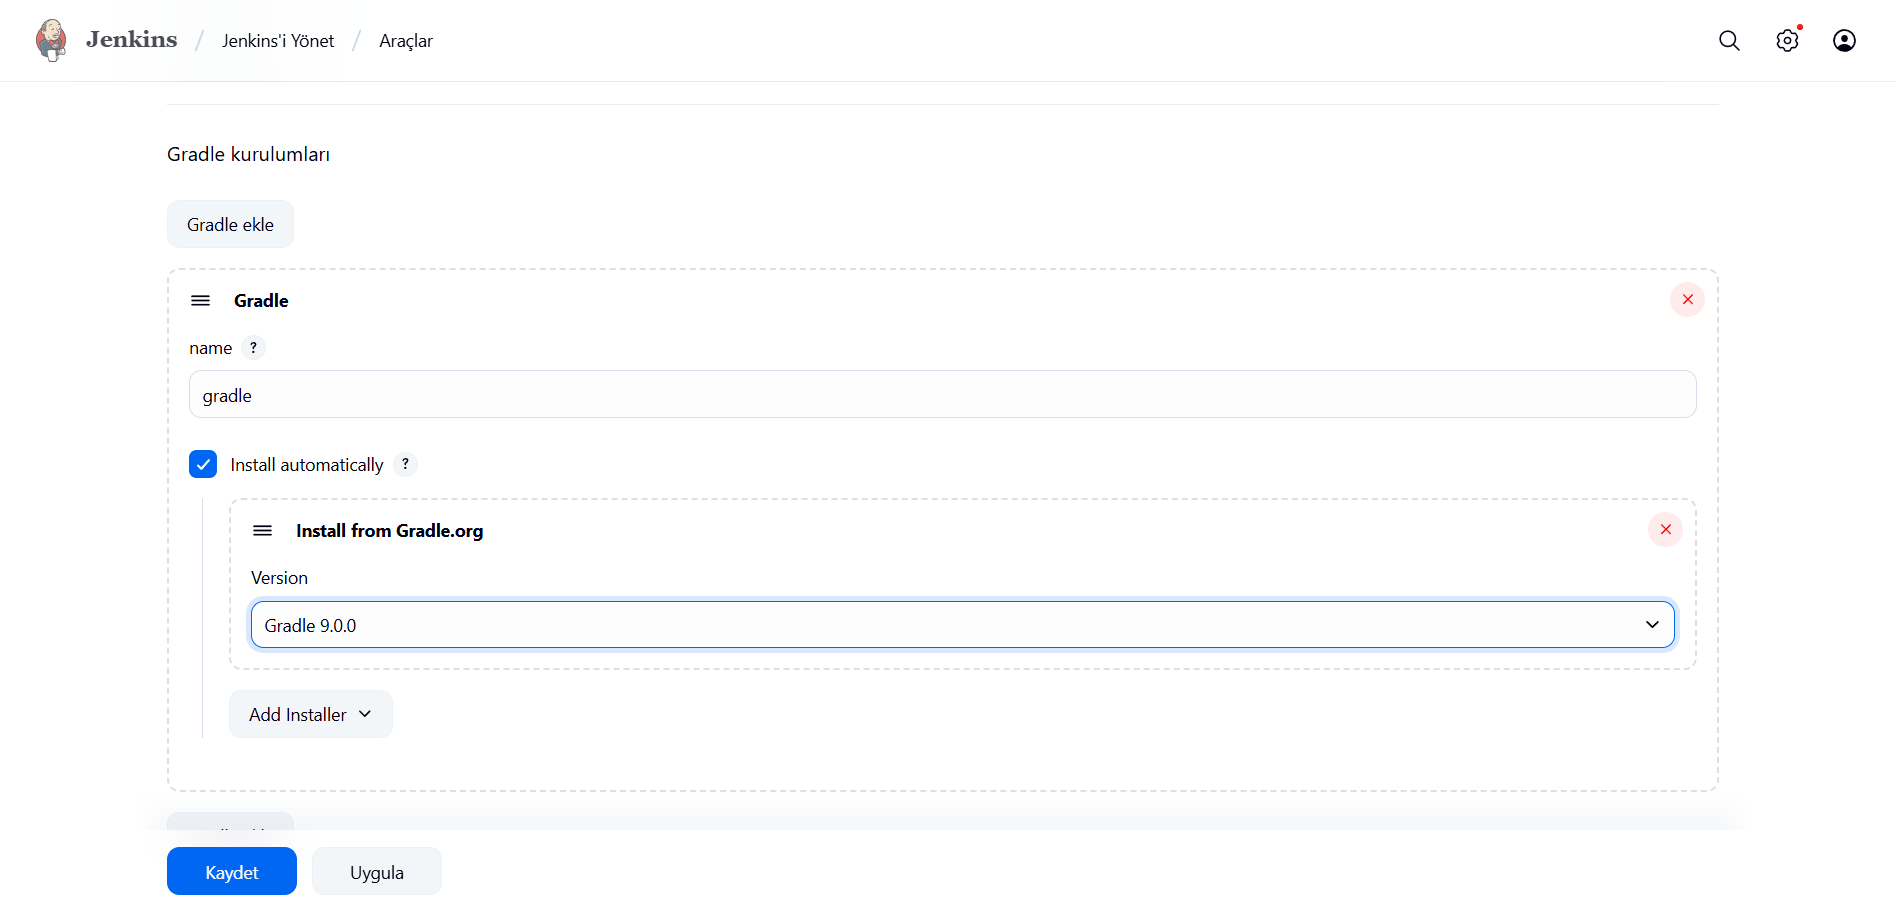 Jenkins / Jenkins'i Yönet / Araçlar
Gradle kurulumları
Gradle ekle
Gradle
name ?
gradle
Install automatically ?
Install from Gradle.org
Version
Gradle 9.0.0
Add Installer
Kaydet
Uygula